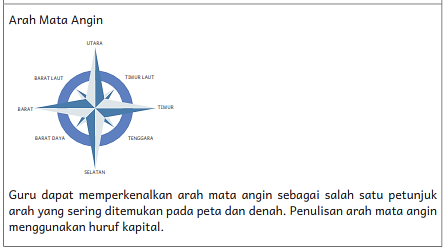 Arah Mata Angin
UTARA
BARAT LAUT
TIMUR LAUT
BARAT
TIMUR
BARAT DAYA
TENGGARA
SELATAN
Guru dapat memperkenalkan arah mata angin sebagai salah satu petunjuk
arah yang sering ditemukan pada peta dan denah. Penulisan arah mata angin
menggunakan huruf kapital.